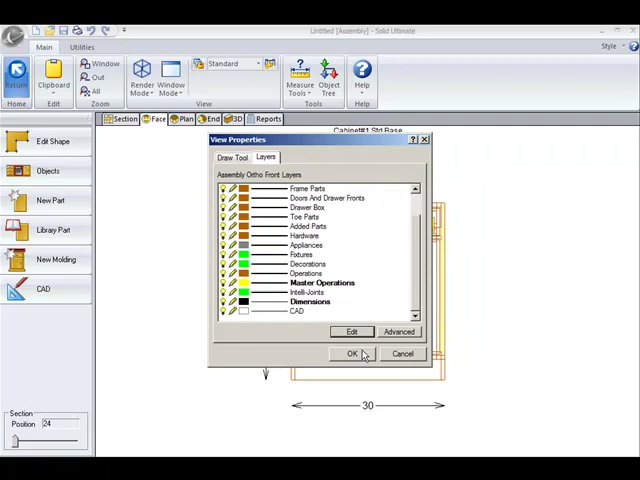 Untitled [Assembly] - Solid Ultimate
Main
Utilities
Style
Return
Clipboard
Window
Out
All
Render Mode
Window Mode
Standard
Measure Tools
Object Tree
Help
Home
Edit
Zoom
View
Tools
Help
Section
Face
Plan
End
3D
Reports
Edit Shape
Objects
New Part
Library Part
New Molding
CAD
Section
Position
24
Cabinet#1 Std Base
View Properties
Draw Tool
Layers
Assembly Ortho Front Layers
Frame Parts
Doors And Drawer Fronts
Drawer Box
Toe Parts
Added Parts
Hardware
Appliances
Fixtures
Decorations
Operations
Master Operations
Intelli-Joints
Dimensions
CAD
Edit
Advanced
OK
Cancel
30